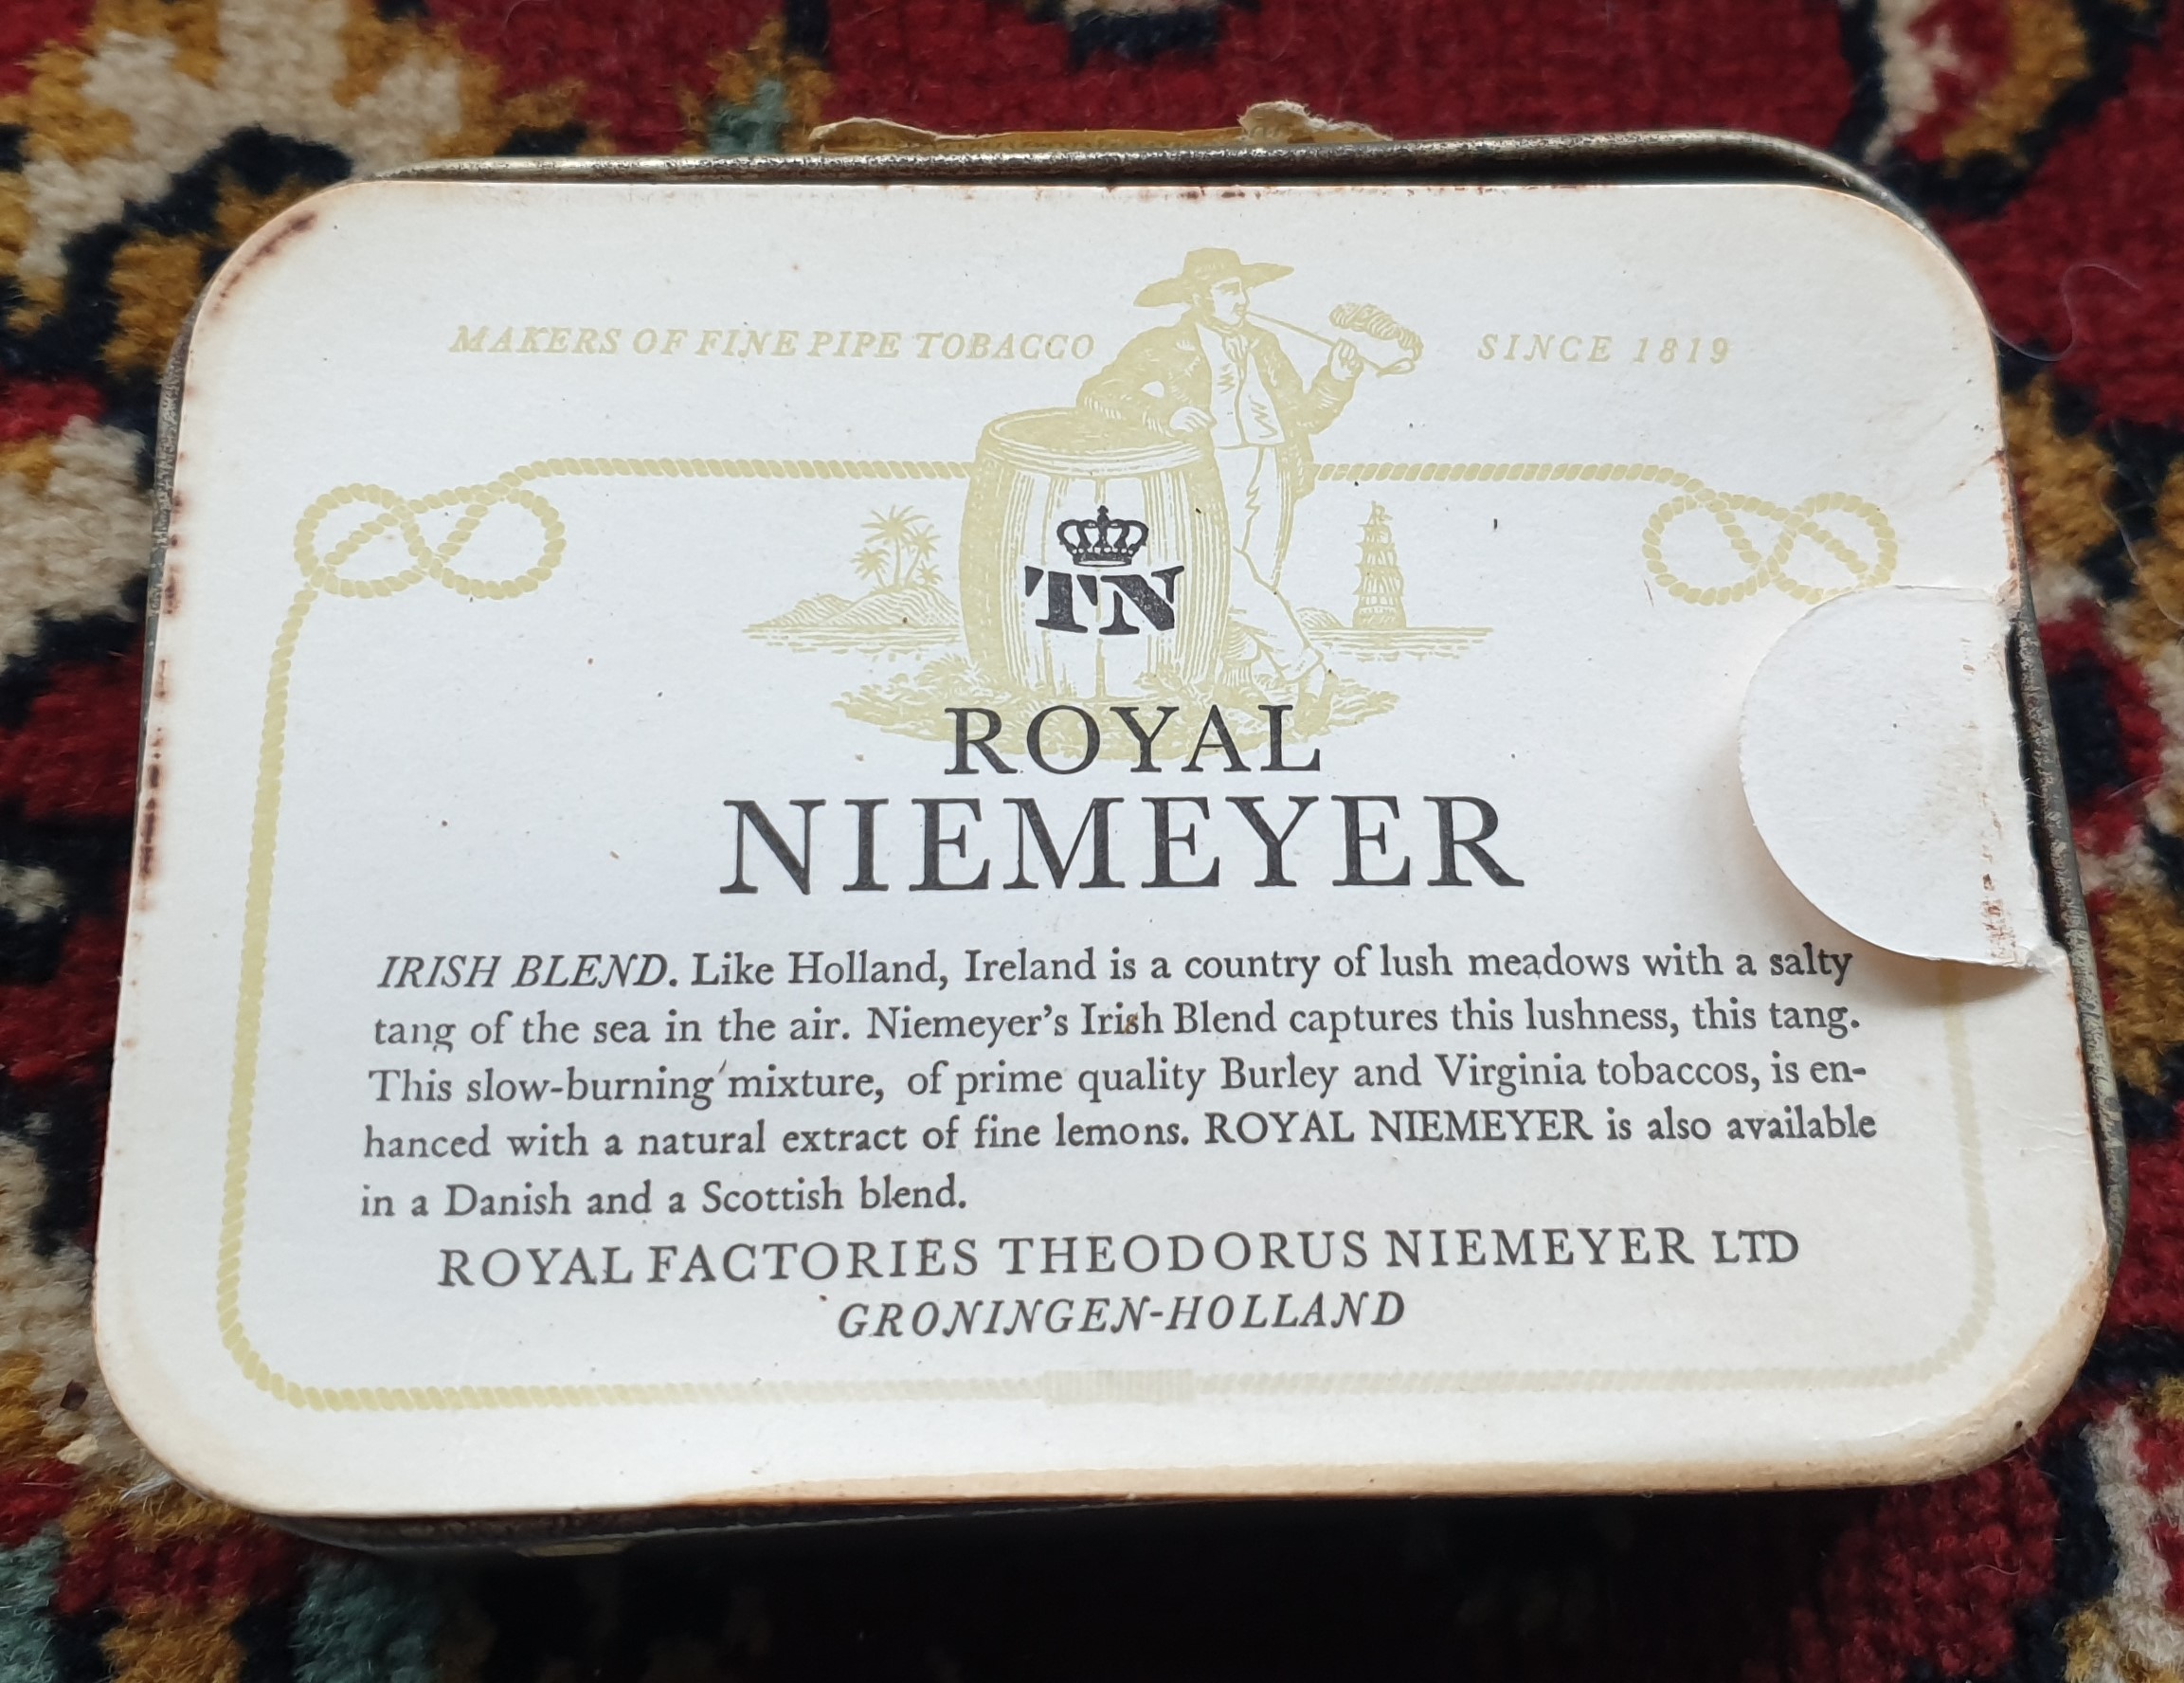 MAKERS OF FINE PIPE TOBACCO SINCE 1819
TN
ROYAL
NIEMEYER
IRISH BLEND. Like Holland, Ireland is a country of lush meadows with a salty
tang of the sea in the air. Niemeyer's Irish Blend captures this lushness, this tang.
This slow-burning mixture, of prime quality Burley and Virginia tobaccos, is en-
hanced with a natural extract of fine lemons. ROYAL NIEMEYER is also available
in a Danish and a Scottish blend.
ROYAL FACTORIES THEODORUS NIEMEYER LTD
GRONINGEN-HOLLAND